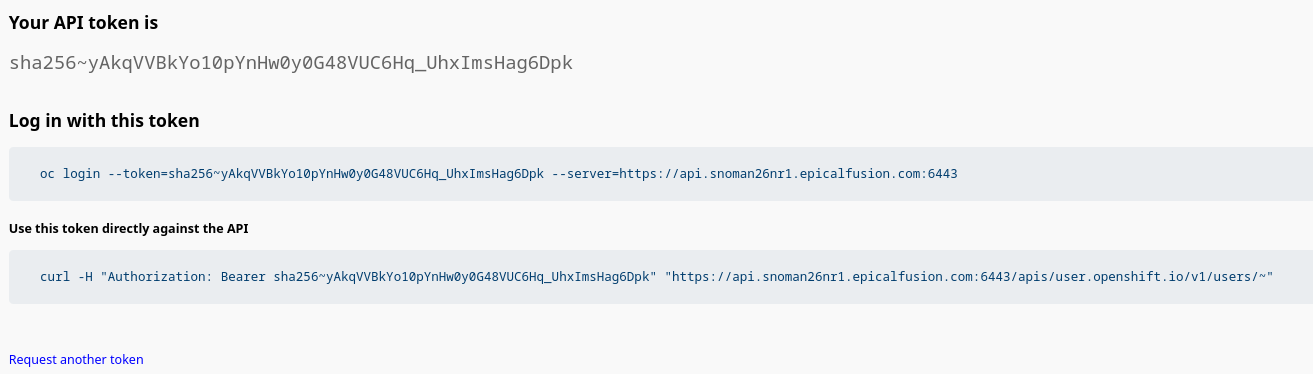 Your API token is
sha256~yAkqVVBkYo10pYnHw0y0G48VUC6Hq_UhxImsHag6Dpk
Log in with this token
oc login --token=sha256~yAkqVVBkYo10pYnHw0y0G48VUC6Hq_UhxImsHag6Dpk --server=https://api.snoman26nr1.epicalfusion.com:6443
Use this token directly against the API
curl -H "Authorization: Bearer sha256~yAkqVVBkYo10pYnHw0y0G48VUC6Hq_UhxImsHag6Dpk" "https://api.snoman26nr1.epicalfusion.com:6443/apis/user.openshift.io/v1/users/~"
Request another token